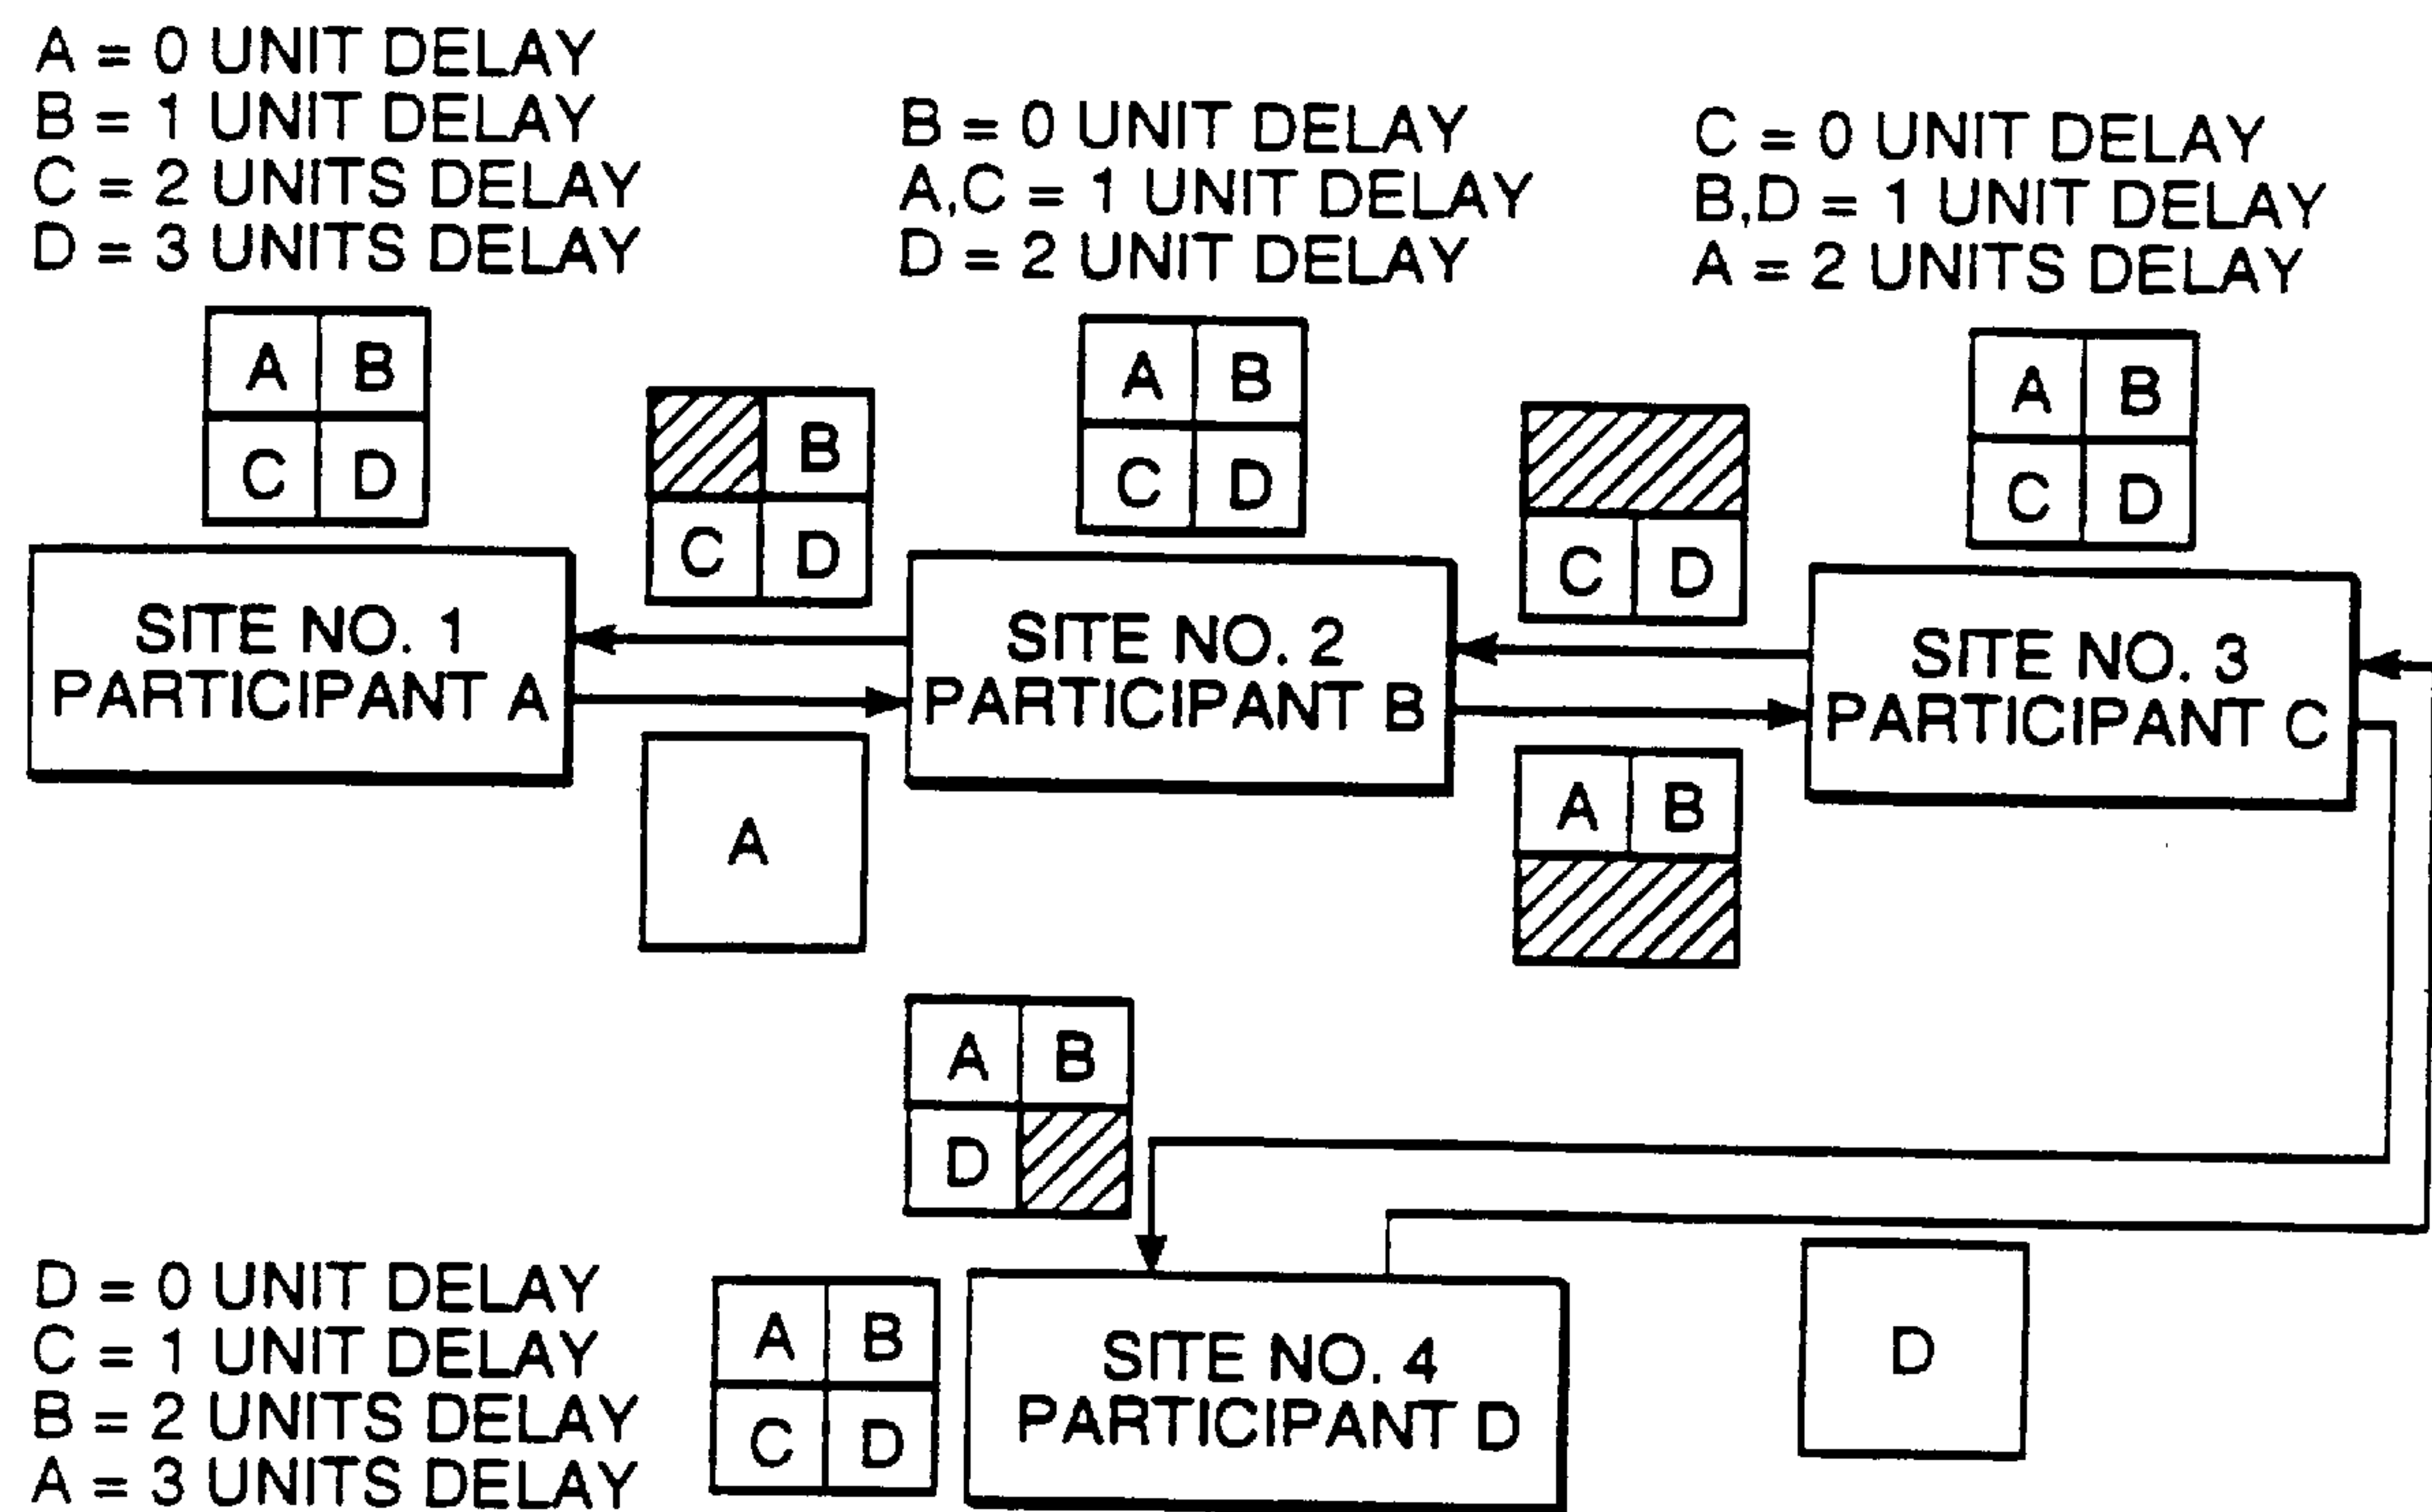 A = 0 UNIT DELAY
B = 1 UNIT DELAY
C = 2 UNITS DELAY
D = 3 UNITS DELAY
B = 0 UNIT DELAY
A,C = 1 UNIT DELAY
D = 2 UNIT DELAY
C = 0 UNIT DELAY
B,D = 1 UNIT DELAY
A = 2 UNITS DELAY
A B
C D
B
C D
A B
C D
C D
A B
C D
SITE NO. 1
PARTICIPANT A
SITE NO. 2
PARTICIPANT B
SITE NO. 3
PARTICIPANT C
A
A B
A B
D
D = 0 UNIT DELAY
C = 1 UNIT DELAY
B = 2 UNITS DELAY
A = 3 UNITS DELAY
A B
C D
SITE NO. 4
PARTICIPANT D
D